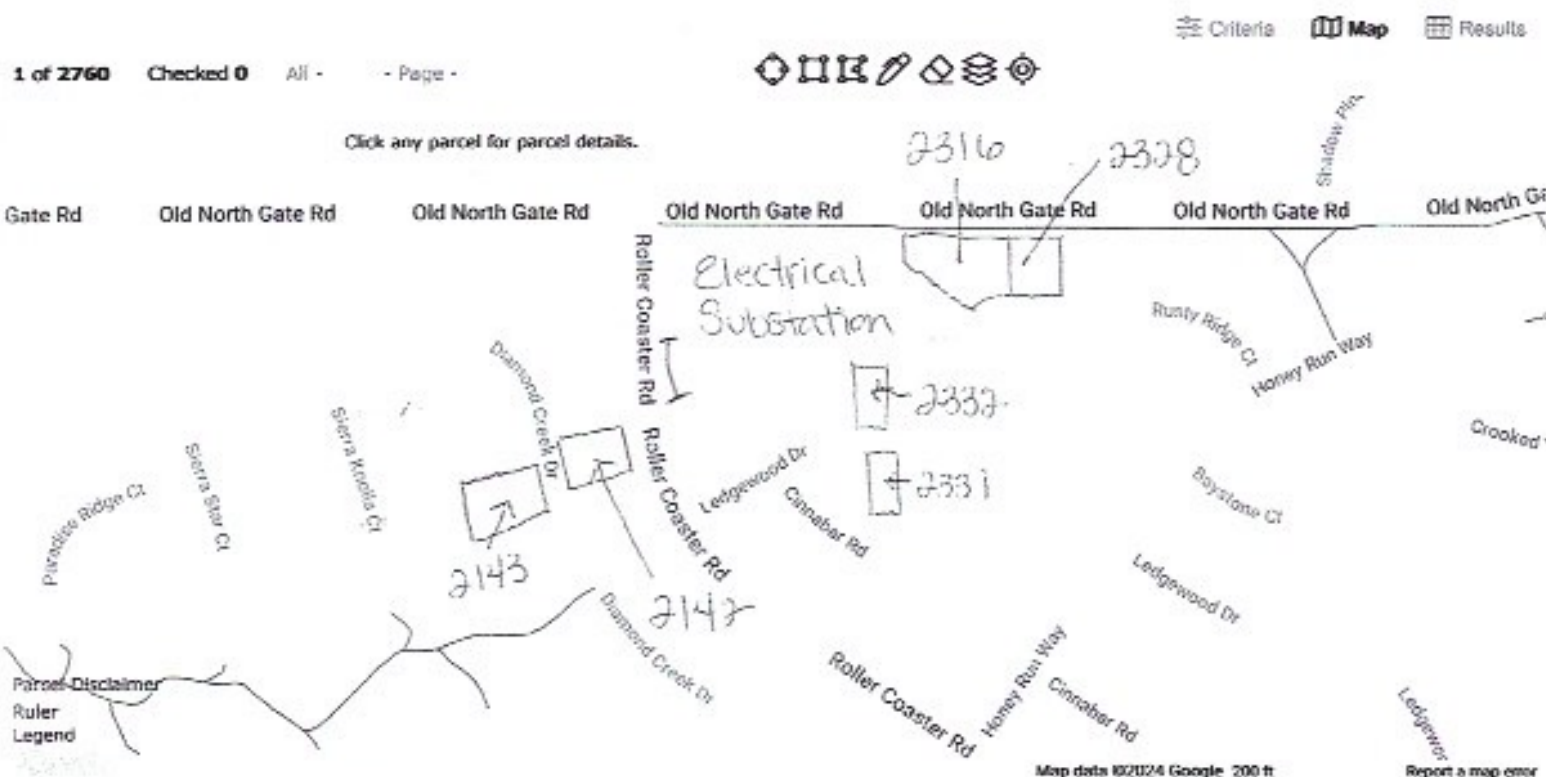 Criteria Map Results
1 of 2760 Checked 0 All - - Page -
Click any parcel for parcel details.
2316
2328
Shadow
Gate Rd Old North Gate Rd Old North Gate Rd Old North Gate Rd Old North Gate Rd Old North Gate Rd Old North Ga
Roller Coaster Rd
Electrical
Substation
Runty Ridge Ct
Honey Run Way
Diamond Creek Dr
2332
Sierra Knolls Ct
Crooked
Sierra Star Ct
Roller Coaster Rd
Ledgewood Dr
2331
Baystone Ct
Paradise Ridge Ct
Cinnabar Rd
2143
2142
Ledgewood Dr
Diamond Creek Dr
Roller Coaster Rd
Honey Run Way
Cinnabar Rd
Ledgewor
Parcel Disclaimer
Ruler
Legend
Map data ©2024 Google 200 ft Report a map error